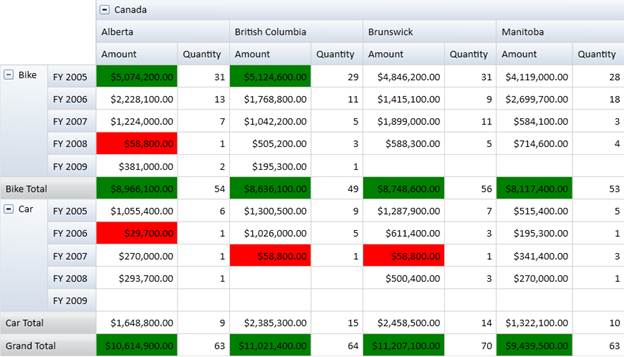 Canada
Alberta British Columbia Brunswick Manitoba
Amount Quantity Amount Quantity Amount Quantity Amount Quantity
Bike FY 2005 $5,074,200.00 31 $5,124,600.00 29 $4,846,200.00 31 $4,119,000.00 28
FY 2006 $2,228,100.00 13 $1,768,800.00 11 $1,415,100.00 9 $2,699,700.00 18
FY 2007 $1,224,000.00 7 $1,042,200.00 5 $1,899,000.00 11 $584,100.00 3
FY 2008 $58,800.00 1 $505,200.00 3 $588,300.00 5 $714,600.00 4
FY 2009 $381,000.00 2 $195,300.00 1
Bike Total $8,966,100.00 54 $8,636,100.00 49 $8,748,600.00 56 $8,117,400.00 53
Car FY 2005 $1,055,400.00 6 $1,300,500.00 9 $1,287,900.00 7 $515,400.00 5
FY 2006 $29,700.00 1 $1,026,000.00 5 $611,400.00 3 $195,300.00 1
FY 2007 $270,000.00 1 $58,800.00 1 $58,800.00 1 $341,400.00 3
FY 2008 $293,700.00 1 $500,400.00 3 $270,000.00 1
FY 2009
Car Total $1,648,800.00 9 $2,385,300.00 15 $2,458,500.00 14 $1,322,100.00 10
Grand Total $10,614,900.00 63 $11,021,400.00 64 $11,207,100.00 70 $9,439,500.00 63